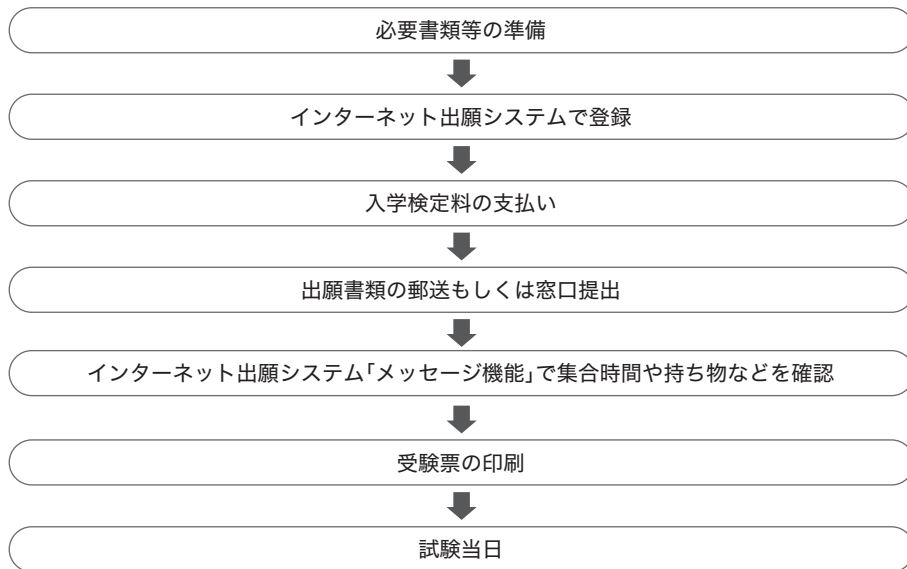 必要書類等の準備
インターネット出願システムで登録
入学検定料の支払い
出願書類の郵送もしくは窓口提出
インターネット出願システム「メッセージ機能」で集合時間や持ち物などを確認
受験票の印刷
試験当日